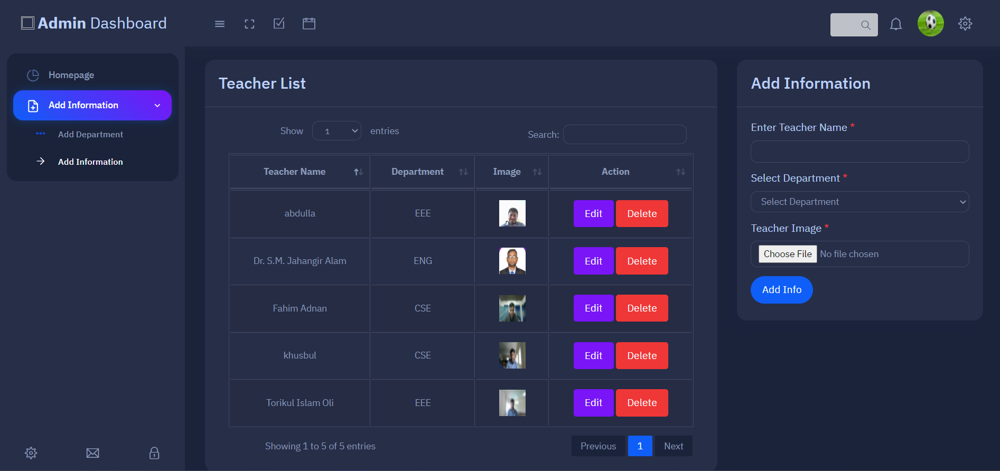 Admin Dashboard
Homepage
Add Information
Add Department
Add Information
Teacher List
Show 1 entries
Search:
Teacher Name Department Image Action
abdulla EEE Edit Delete
Dr. S.M. Jahangir Alam ENG Edit Delete
Fahim Adnan CSE Edit Delete
khusbul CSE Edit Delete
Torikul Islam Oli EEE Edit Delete
Showing 1 to 5 of 5 entries
Previous 1 Next
Add Information
Enter Teacher Name *
Select Department *
Select Department
Teacher Image *
Choose File No file chosen
Add Info